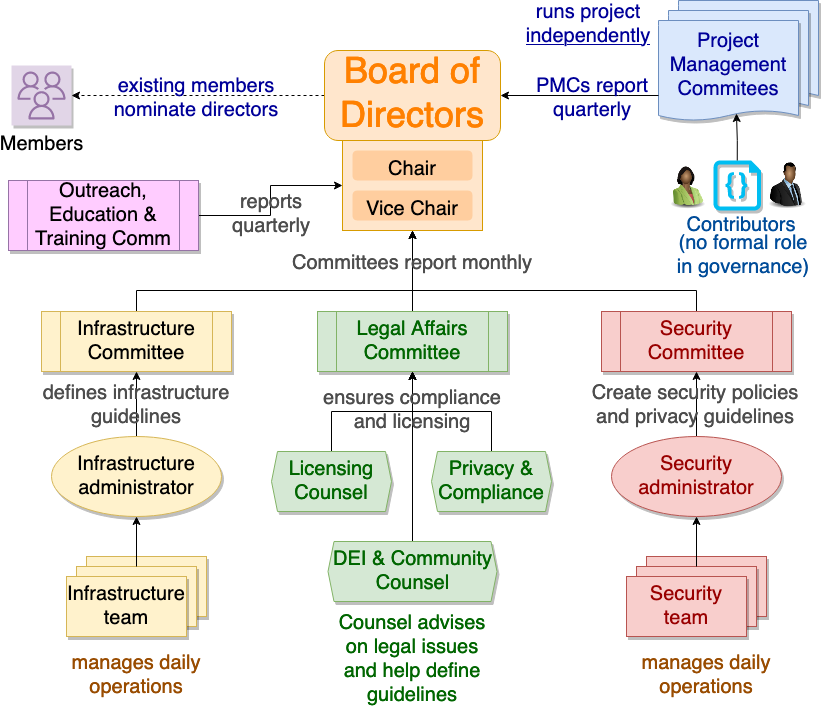 runs project
independently
Project
Management
Commitees
Board of
Directors
existing members
nominate directors
PMCs report
quarterly
Members
Chair
Vice Chair
Outreach,
Education &
Training Comm
reports
quarterly
Contributors
(no formal role
in governance)
Committees report monthly
Infrastructure
Committee
Legal Affairs
Committee
Security
Committee
defines infrastructure
guidelines
ensures compliance
and licensing
Create security policies
and privacy guidelines
Infrastructure
administrator
Licensing
Counsel
Privacy &
Compliance
Security
administrator
DEI & Community
Counsel
Infrastructure
team
Security
team
Counsel advises
on legal issues
and help define
guidelines
manages daily
operations
manages daily
operations